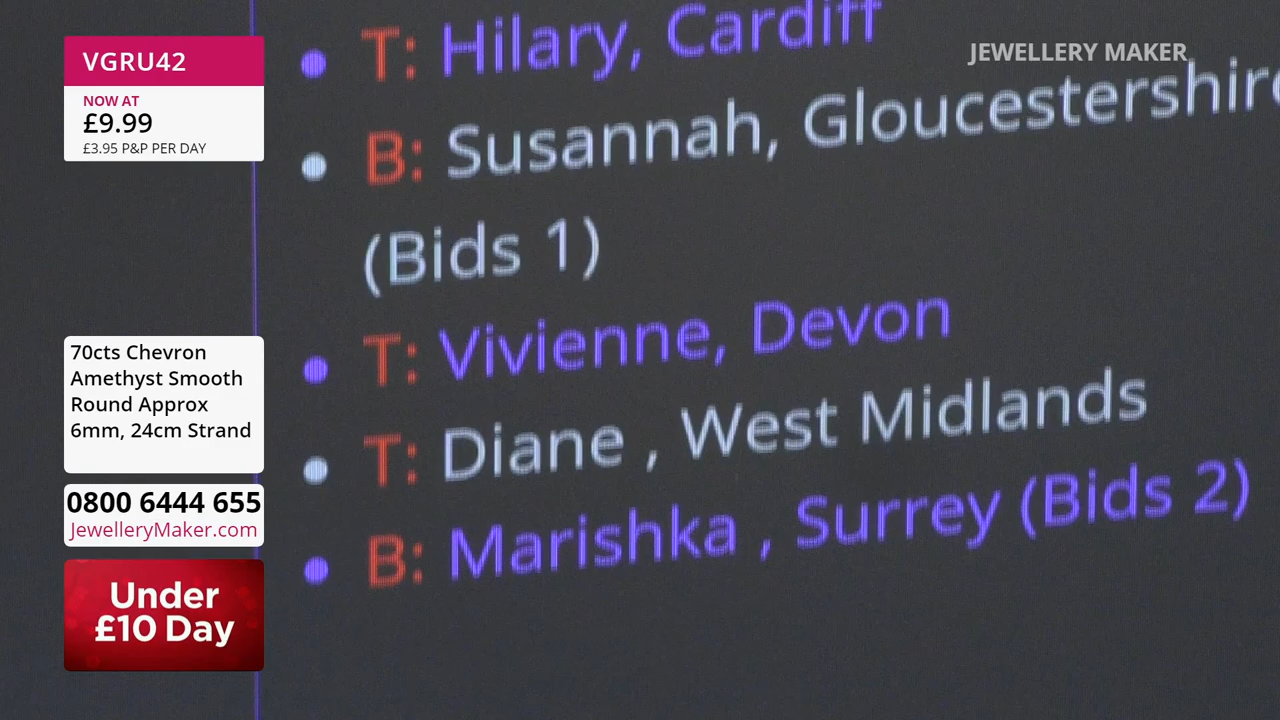 VGRU42
NOW AT
£9.99
£3.95 P&P PER DAY
70cts Chevron
Amethyst Smooth
Round Approx
6mm, 24cm Strand
0800 6444 655
JewelleryMaker.com
Under
£10 Day
JEWELLERY MAKER
T: Hilary, Cardiff
B: Susannah, Gloucestershire
(Bids 1)
T: Vivienne, Devon
T: Diane , West Midlands
B: Marishka , Surrey (Bids 2)